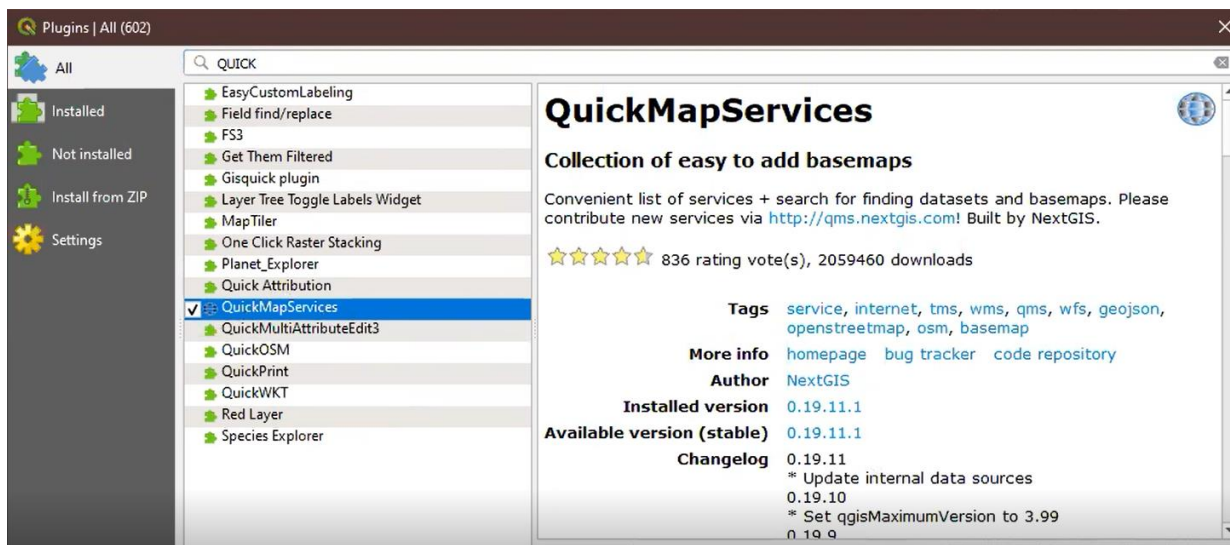 Plugins | All (602)
All
Installed
Not installed
Install from ZIP
Settings
QUICK
EasyCustomLabeling
Field find/replace
FS3
Get Them Filtered
Gisquick plugin
Layer Tree Toggle Labels Widget
MapTiler
One Click Raster Stacking
Planet_Explorer
Quick Attribution
QuickMapServices
QuickMultiAttributeEdit3
QuickOSM
QuickPrint
QuickWKT
Red Layer
Species Explorer
QuickMapServices
Collection of easy to add basemaps
Convenient list of services + search for finding datasets and basemaps. Please
contribute new services via http://qms.nextgis.com! Built by NextGIS.
836 rating vote(s), 2059460 downloads
Tags service, internet, tms, wms, qms, wfs, geojson,
openstreetmap, osm, basemap
More info homepage bug tracker code repository
Author NextGIS
Installed version 0.19.11.1
Available version (stable) 0.19.11.1
Changelog 0.19.11
* Update internal data sources
0.19.10
* Set qgisMaximumVersion to 3.99
0.19.9